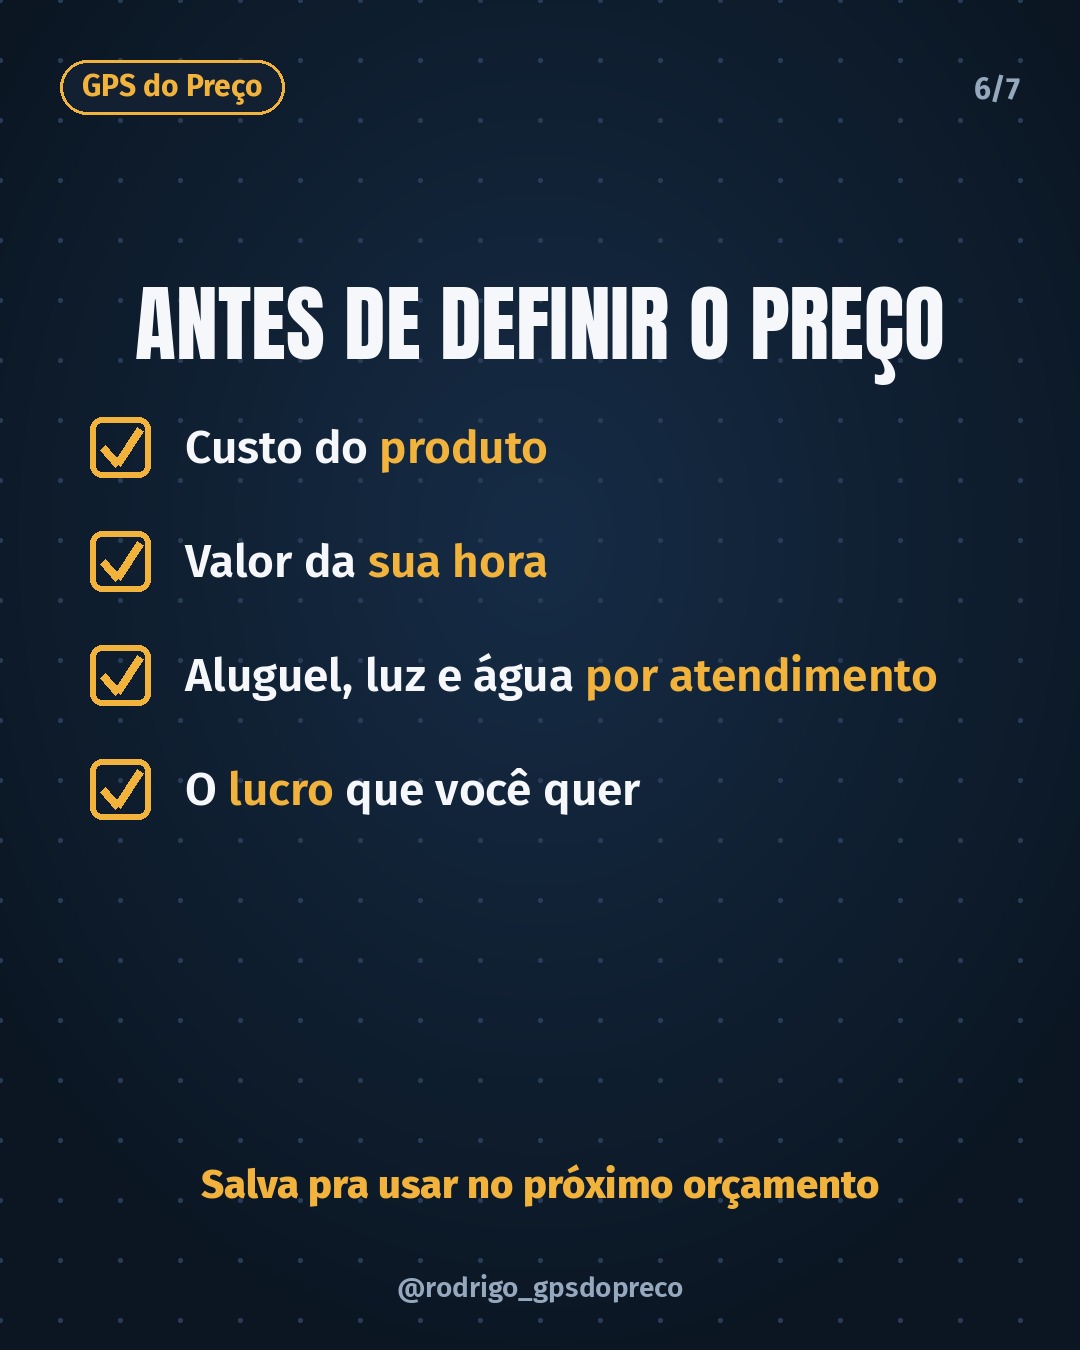 GPS do Preço
6/7
ANTES DE DEFINIR O PREÇO
Custo do produto
Valor da sua hora
Aluguel, luz e água por atendimento
O lucro que você quer
Salva pra usar no próximo orçamento
@rodrigo_gpsdopreco